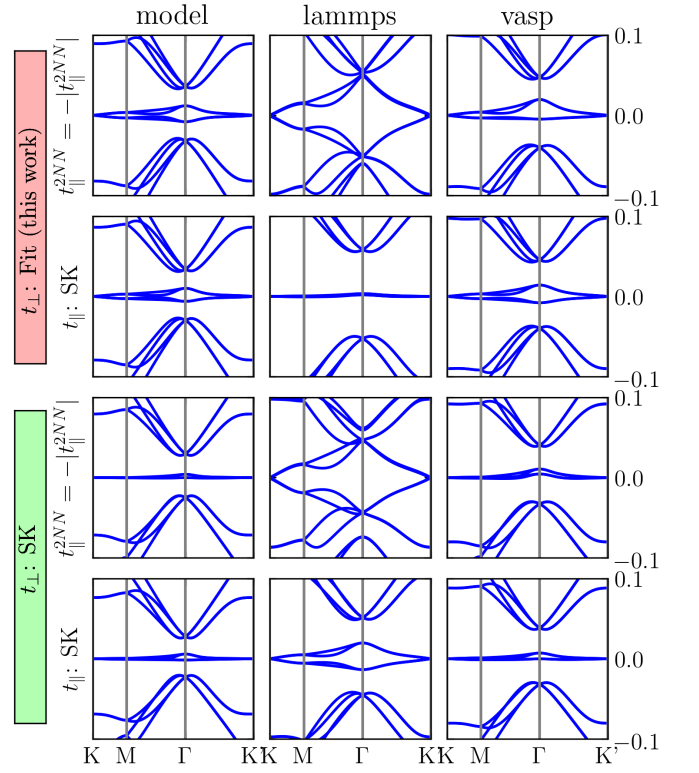 model lammps vasp
t⊥: Fit (this work)
t∥^{2NN} = −|t∥^{2NN}|
0.1
0.0
−0.1
t∥: SK
0.1
0.0
−0.1
t⊥: SK
t∥^{2NN} = −|t∥^{2NN}|
0.1
0.0
−0.1
t∥: SK
0.1
0.0
−0.1
K M Γ K' K M Γ K' K M Γ K'